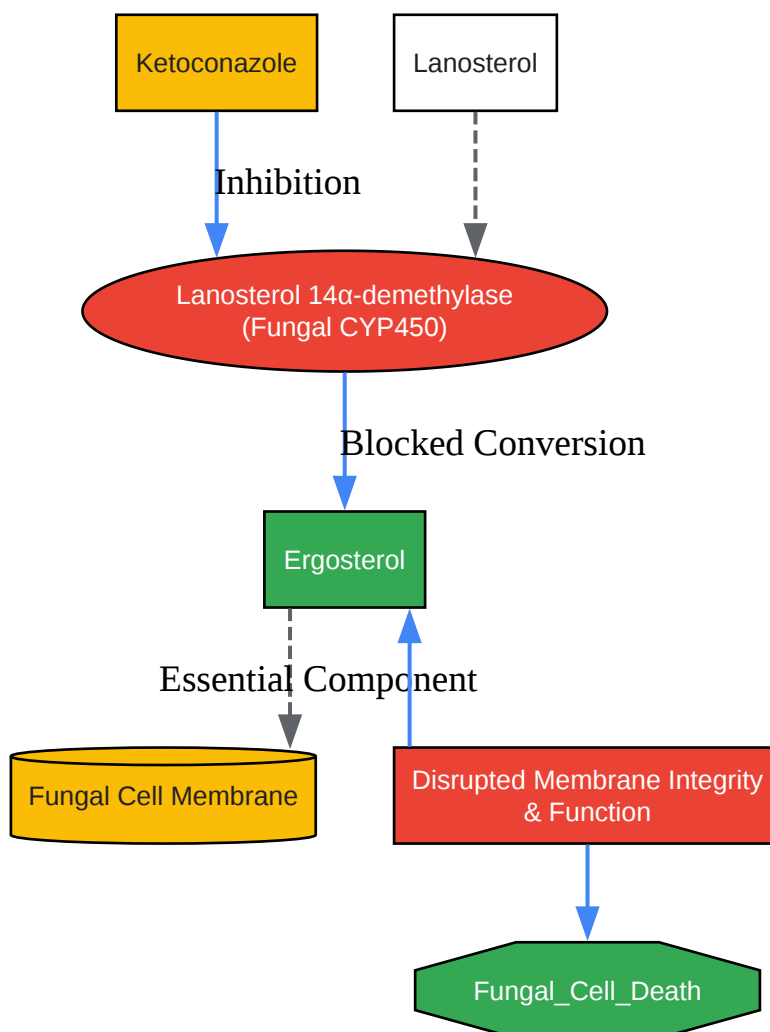 Ketoconazole
Lanosterol
Inhibition
Lanosterol 14α-demethylase
(Fungal CYP450)
Blocked Conversion
Ergosterol
Essential Component
Fungal Cell Membrane
Disrupted Membrane Integrity
& Function
Fungal_Cell_Death